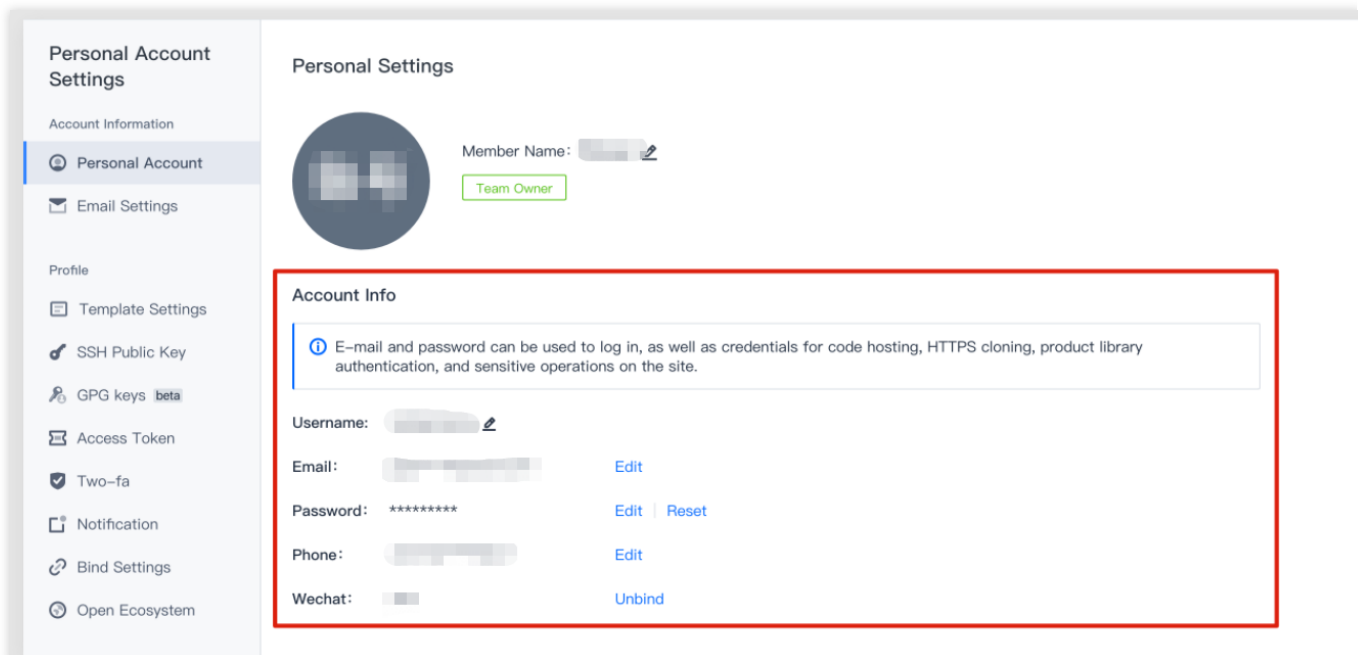 Personal Account
Settings
Account Information
Personal Account
Email Settings
Profile
Template Settings
SSH Public Key
GPG keys beta
Access Token
Two-fa
Notification
Bind Settings
Open Ecosystem
Personal Settings
Member Name:
Team Owner
Account Info
E-mail and password can be used to log in, as well as credentials for code hosting, HTTPS cloning, product library
authentication, and sensitive operations on the site.
Username:
Email: Edit
Password: ********* Edit | Reset
Phone: Edit
Wechat: Unbind